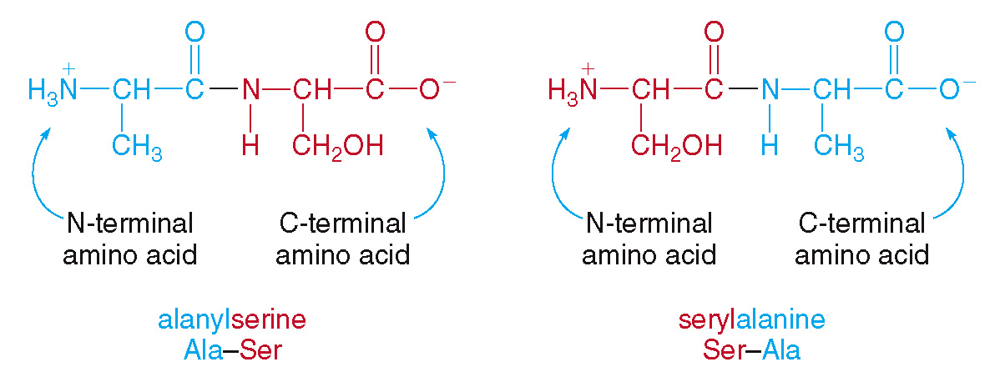 O O O O
H₃N⁺—CH—C—N—CH—C—O⁻ H₃N⁺—CH—C—N—CH—C—O⁻
CH₃ H CH₂OH CH₂OH H CH₃
N-terminal C-terminal N-terminal C-terminal
amino acid amino acid amino acid amino acid
alanylserine serylalanine
Ala–Ser Ser–Ala